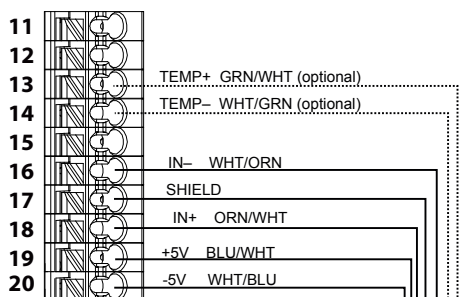 11
12
13 TEMP+ GRN/WHT (optional)
14 TEMP– WHT/GRN (optional)
15
16 IN– WHT/ORN
17 SHIELD
18 IN+ ORN/WHT
19 +5V BLU/WHT
20 -5V WHT/BLU